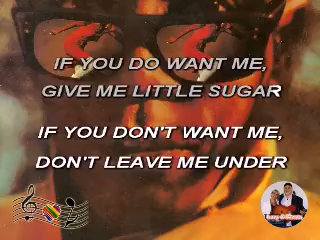 IF YOU DO WANT ME,
GIVE ME LITTLE SUGAR
IF YOU DON'T WANT ME,
DON'T LEAVE ME UNDER